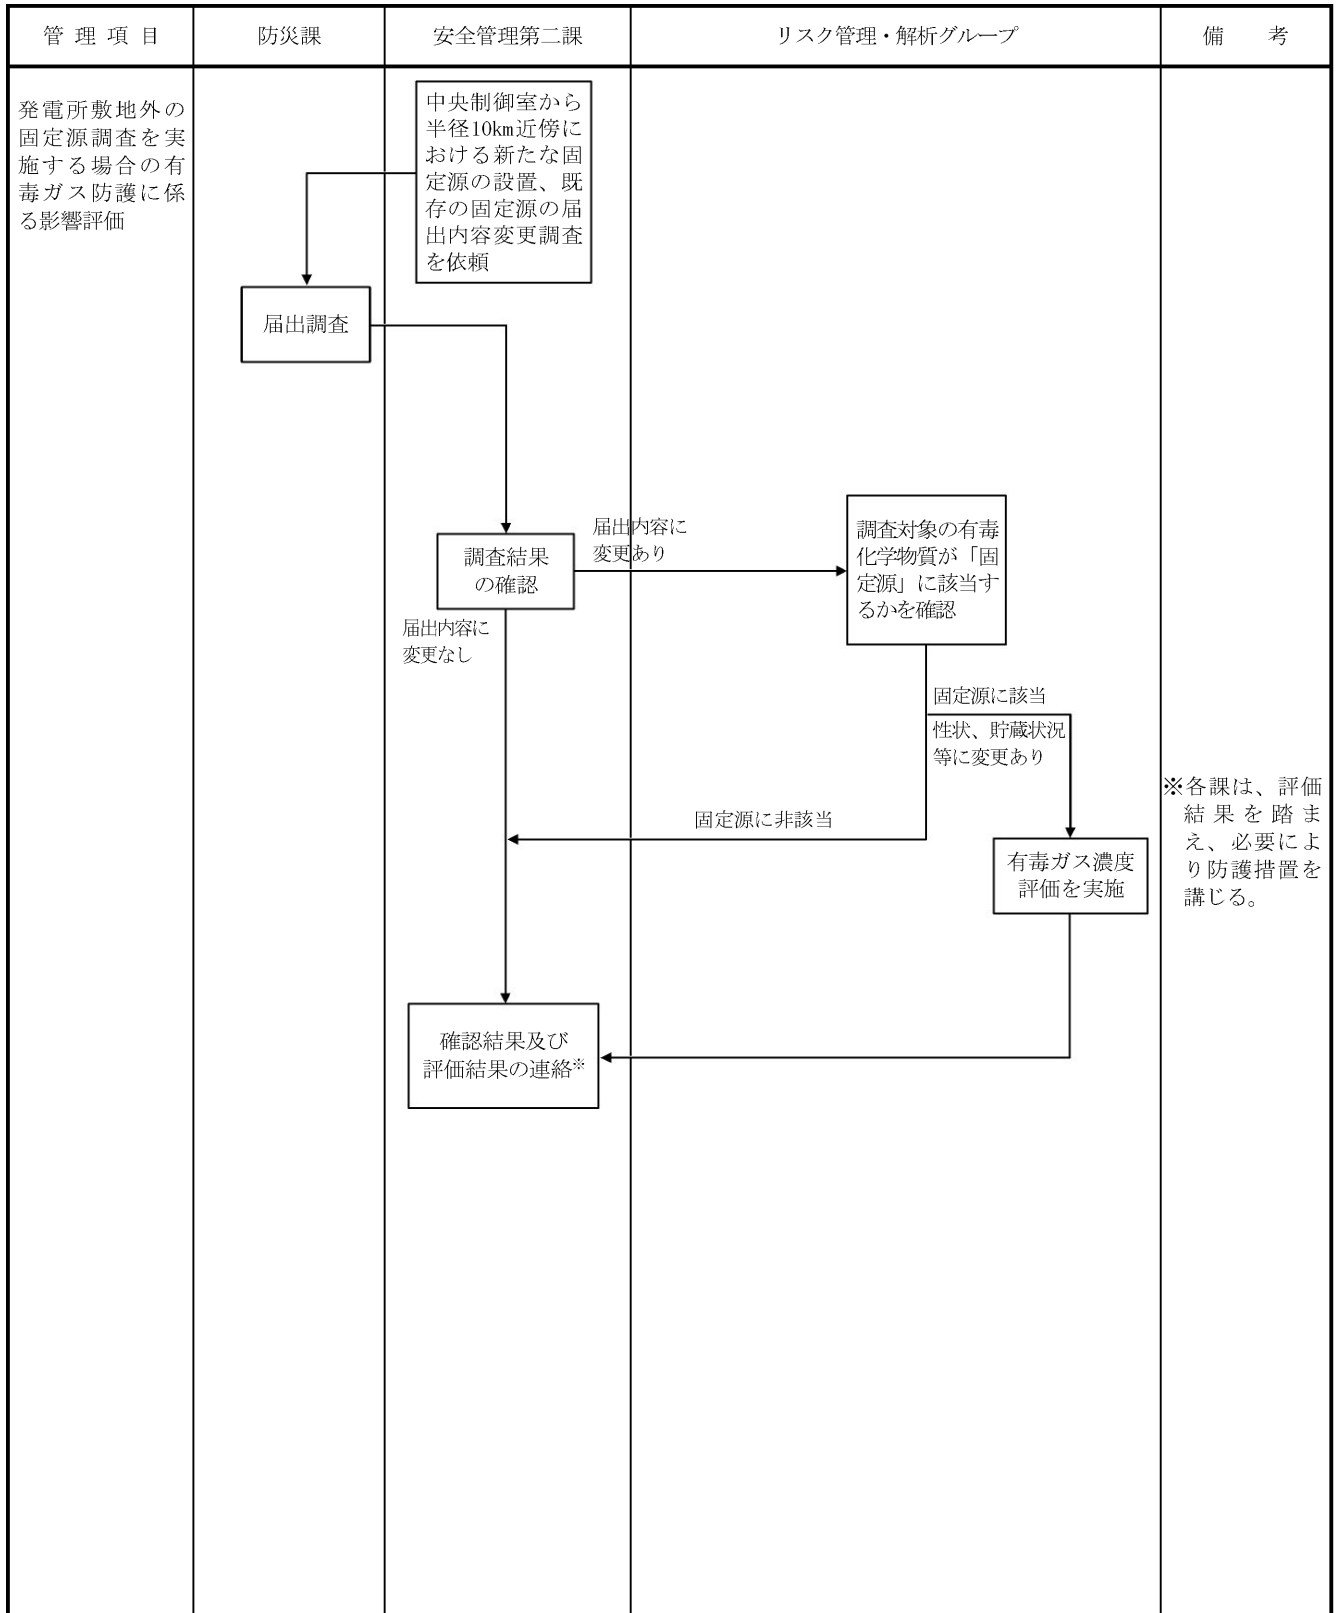 管理項目
防災課
安全管理第二課
リスク管理・解析グループ
備考
発電所敷地外の
固定源調査を実
施する場合の有
毒ガス防護に係
る影響評価
中央制御室から
半径10km近傍に
おける新たな固
定源の設置、既
存の固定源の届
出内容変更調査
を依頼
届出調査
調査結果
の確認
届出内容に
変更あり
調査対象の有毒
化学物質が「固
定源」に該当す
るかを確認
届出内容に
変更なし
固定源に該当
性状、貯蔵状況
等に変更あり
固定源に非該当
有毒ガス濃度
評価を実施
※各課は、評価
結果を踏ま
え、必要によ
り防護措置を
講じる。
確認結果及び
評価結果の連絡※